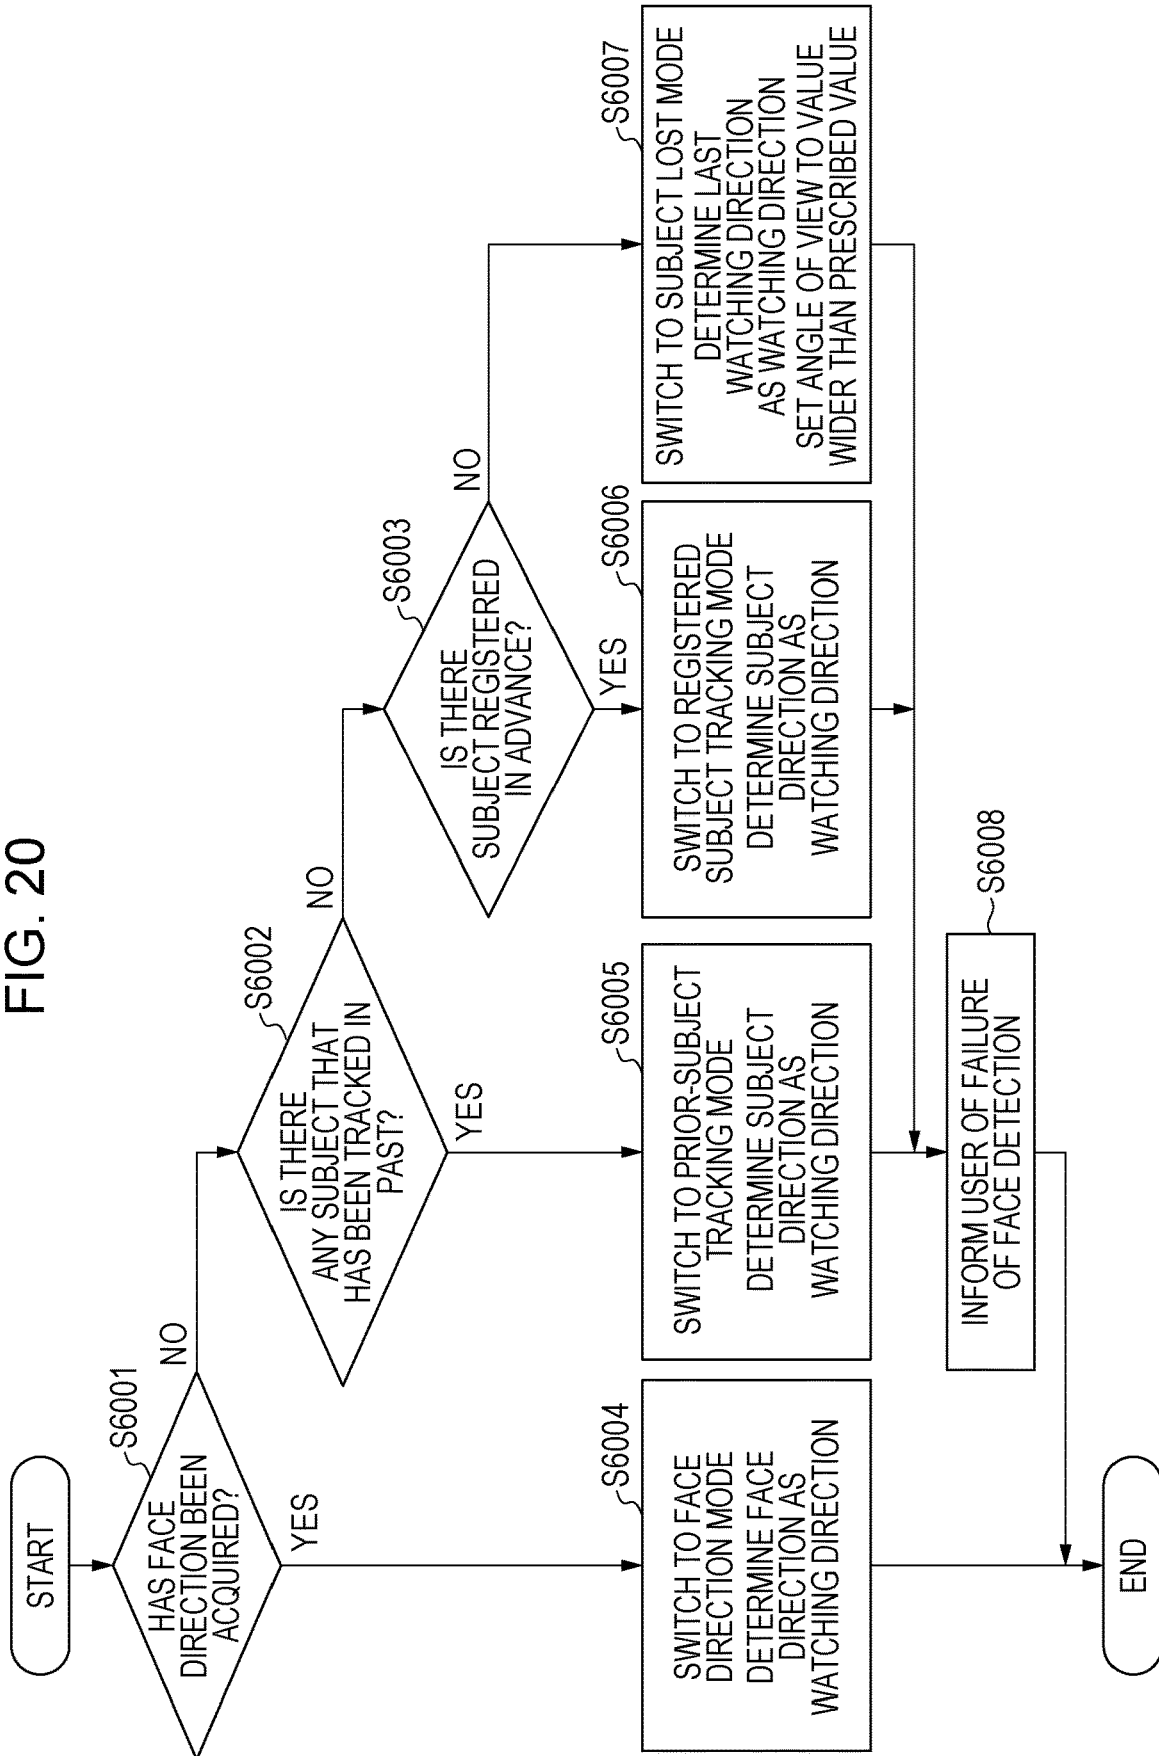 FIG. 20
START
S6001
HAS FACE
DIRECTION BEEN
ACQUIRED?
NO
YES
S6002
IS THERE
ANY SUBJECT THAT
HAS BEEN TRACKED IN
PAST?
NO
YES
S6003
IS THERE
SUBJECT REGISTERED
IN ADVANCE?
NO
YES
S6004
SWITCH TO FACE
DIRECTION MODE
DETERMINE FACE
DIRECTION AS
WATCHING DIRECTION
S6005
SWITCH TO PRIOR-SUBJECT
TRACKING MODE
DETERMINE SUBJECT
DIRECTION AS
WATCHING DIRECTION
S6006
SWITCH TO REGISTERED
SUBJECT TRACKING MODE
DETERMINE SUBJECT
DIRECTION AS
WATCHING DIRECTION
S6007
SWITCH TO SUBJECT LOST MODE
DETERMINE LAST
WATCHING DIRECTION
AS WATCHING DIRECTION
SET ANGLE OF VIEW TO VALUE
WIDER THAN PRESCRIBED VALUE
S6008
INFORM USER OF FAILURE
OF FACE DETECTION
END